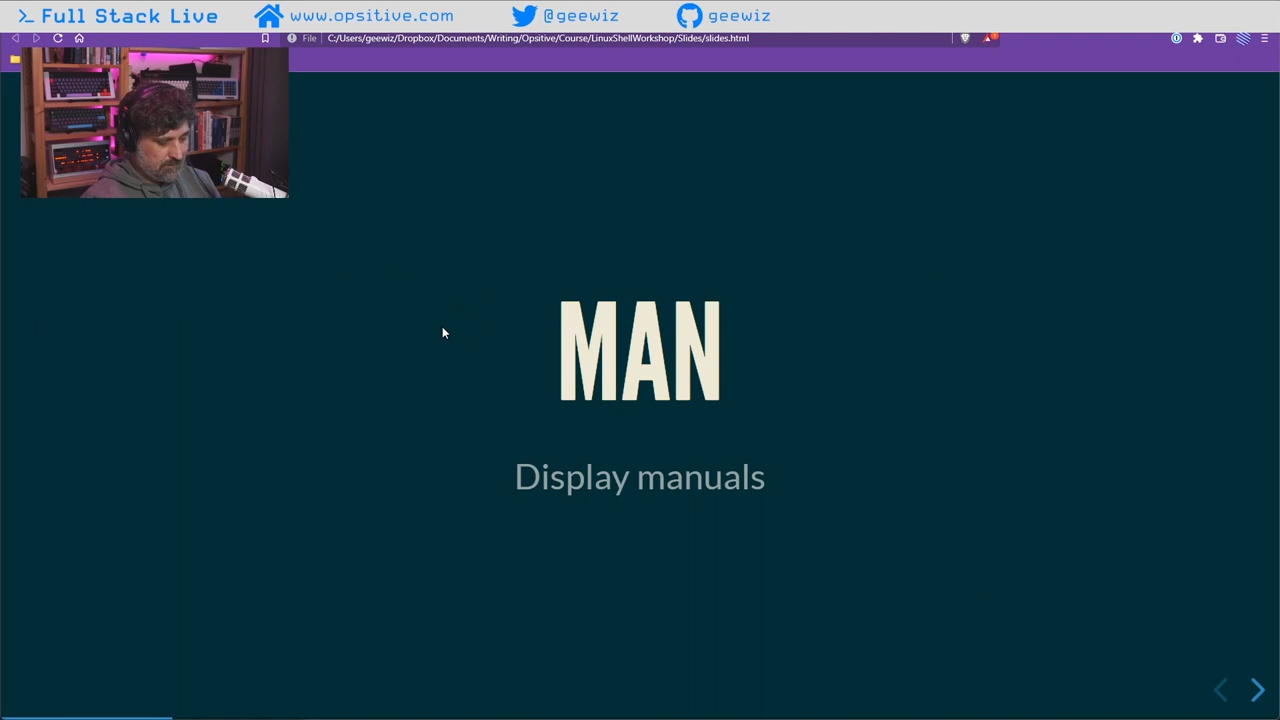 >_ Full Stack Live
www.opsitive.com
@geewiz
geewiz
File
C:/Users/geewiz/Dropbox/Documents/Writing/Opsitive/Course/LinuxShellWorkshop/Slides/slides.html
MAN
Display manuals